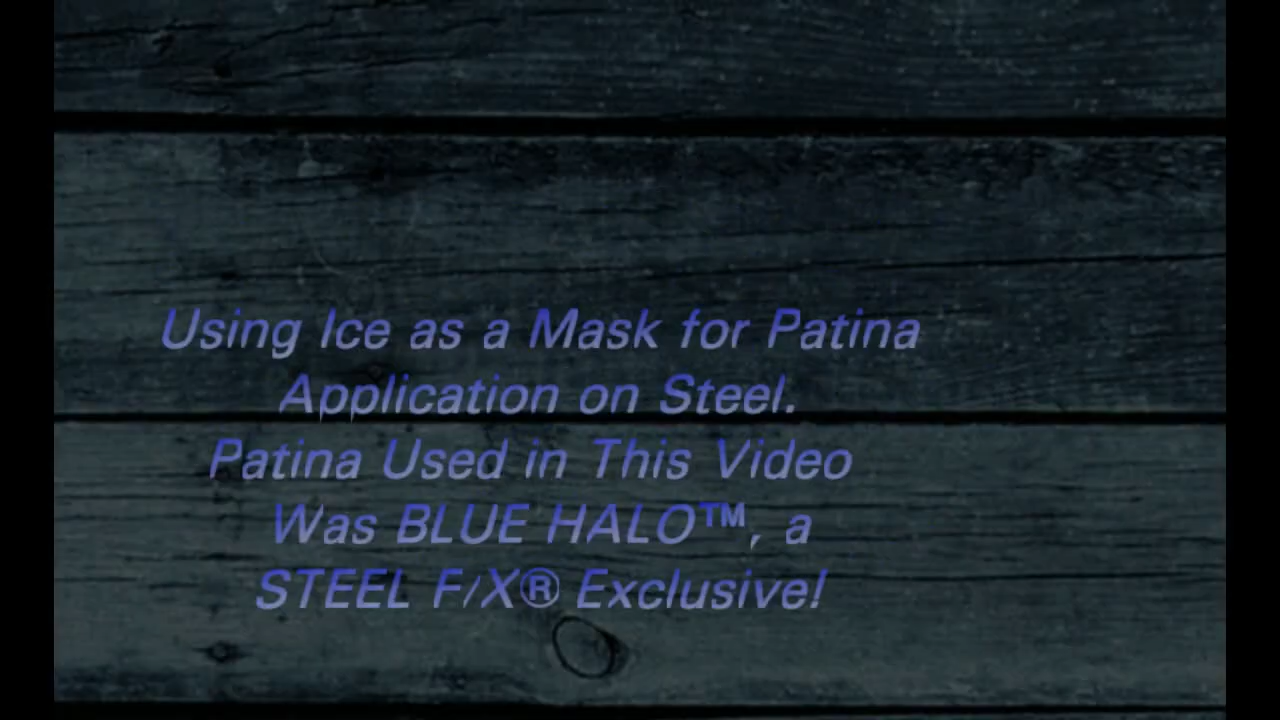 Using Ice as a Mask for Patina
Application on Steel.
Patina Used in This Video
Was BLUE HALO™, a
STEEL F/X® Exclusive!